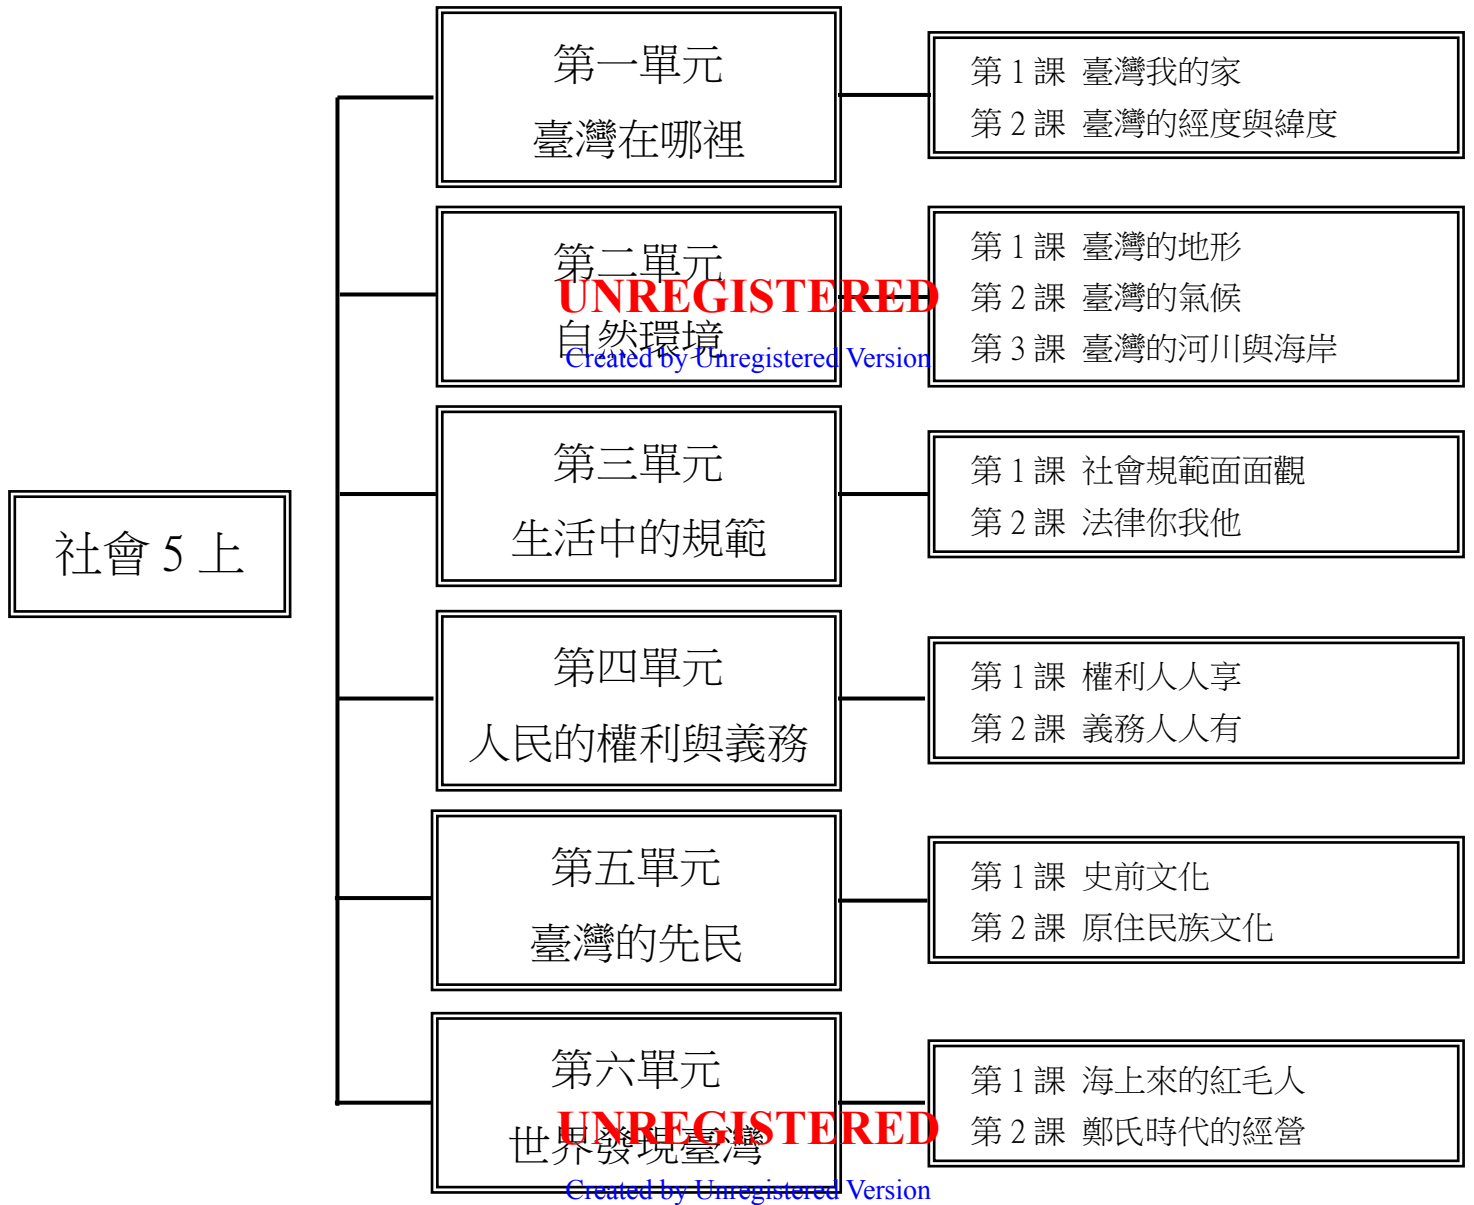 社會 5 上
第一單元
臺灣在哪裡
第 1 課 臺灣我的家
第 2 課 臺灣的經度與緯度
第二單元
自然環境
UNREGISTERED
Created by Unregistered Version
第 1 課 臺灣的地形
第 2 課 臺灣的氣候
第 3 課 臺灣的河川與海岸
第三單元
生活中的規範
第 1 課 社會規範面面觀
第 2 課 法律你我他
第四單元
人民的權利與義務
第 1 課 權利人人享
第 2 課 義務人人有
第五單元
臺灣的先民
第 1 課 史前文化
第 2 課 原住民族文化
第六單元
世界發現臺灣
UNREGISTERED
Created by Unregistered Version
第 1 課 海上來的紅毛人
第 2 課 鄭氏時代的經營